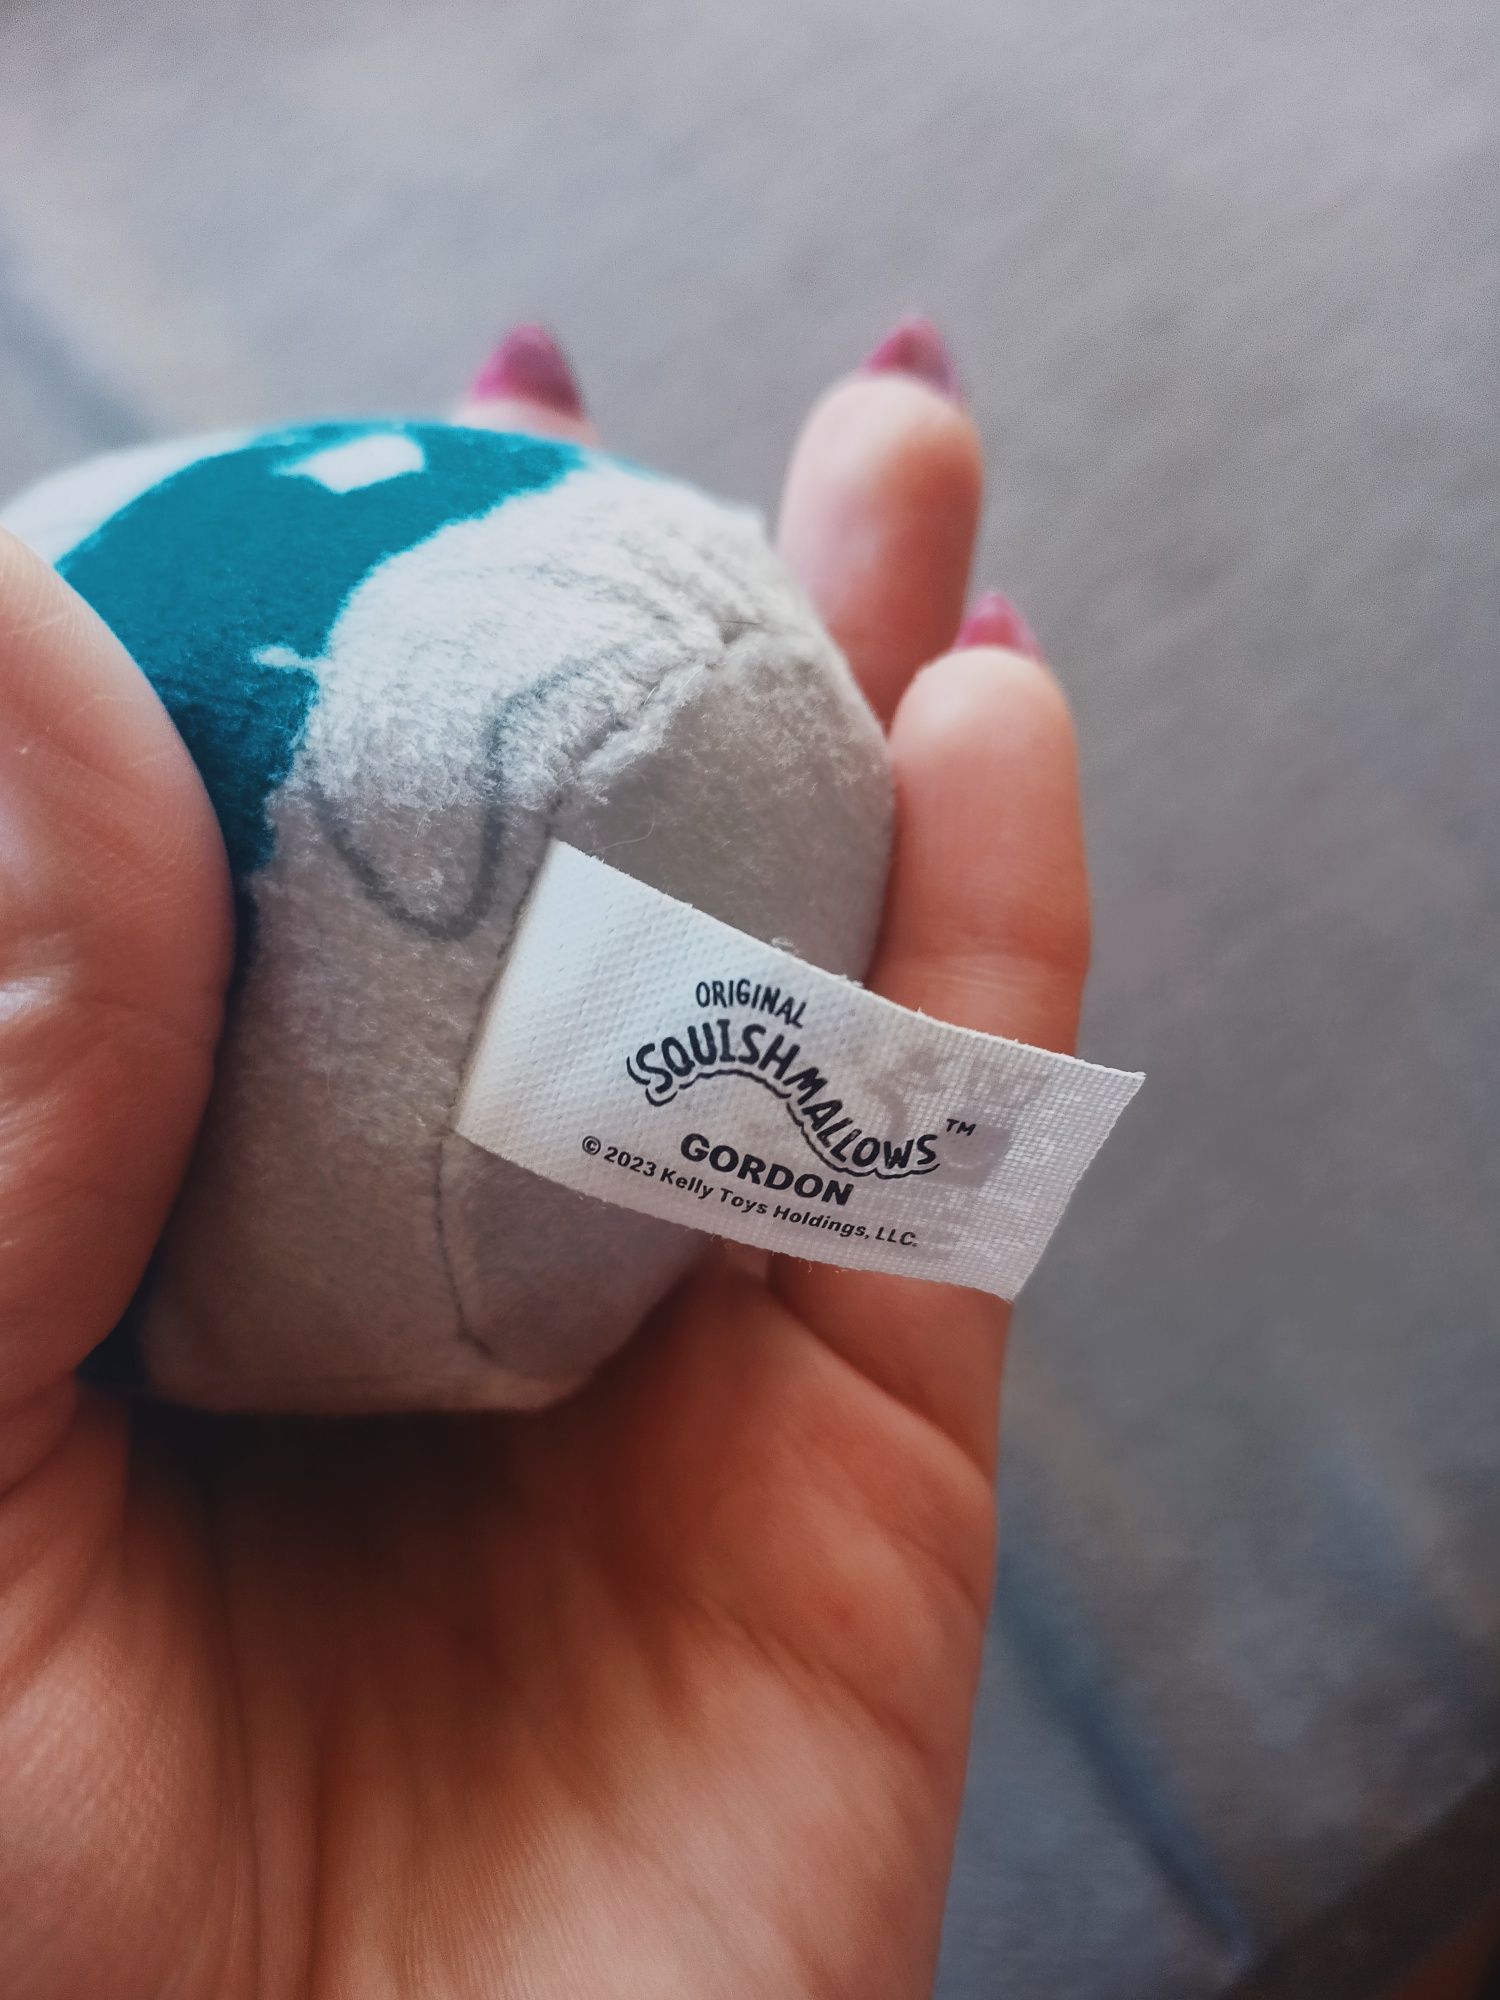 ORIGINAL
SQUISHMALLOWS™
GORDON
© 2023 Kelly Toys Holdings, LLC.